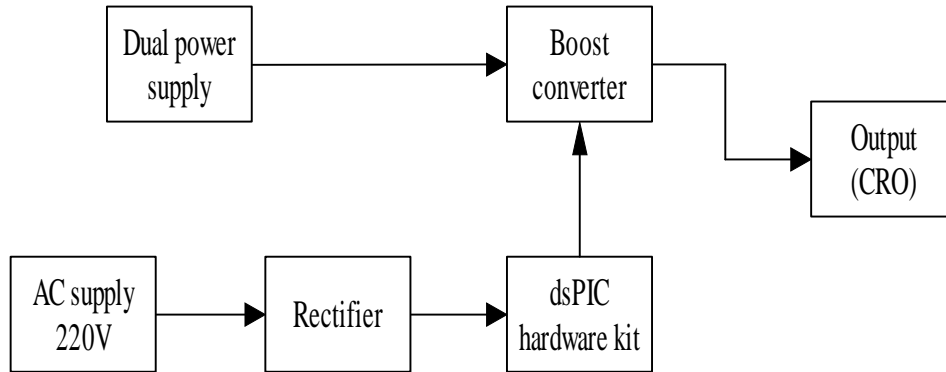 Dual power
supply
Boost
converter
Output
(CRO)
AC supply
220V
Rectifier
dsPIC
hardware kit